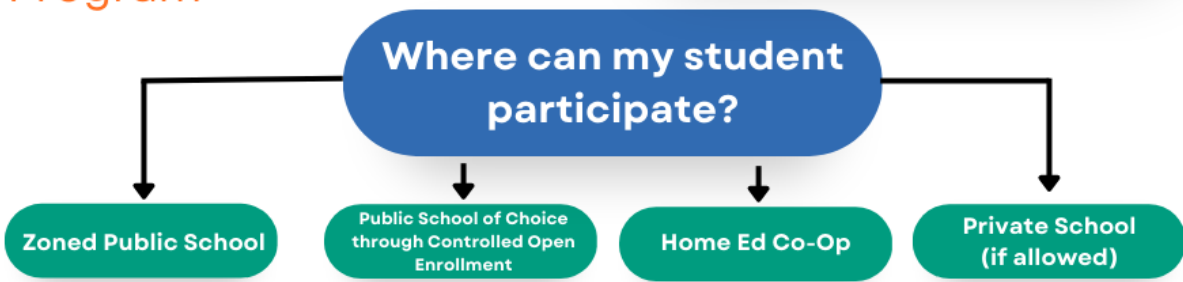 Program
Where can my student
participate?
Zoned Public School
Public School of Choice
through Controlled Open
Enrollment
Home Ed Co-Op
Private School
(if allowed)